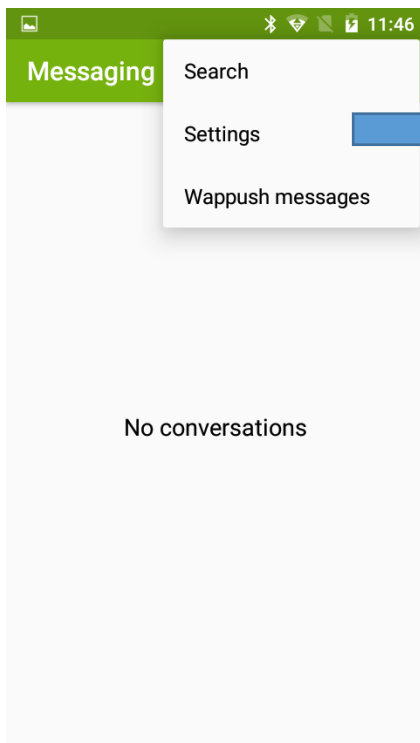 11:46
Messaging
Search
Settings
Wappush messages
No conversations